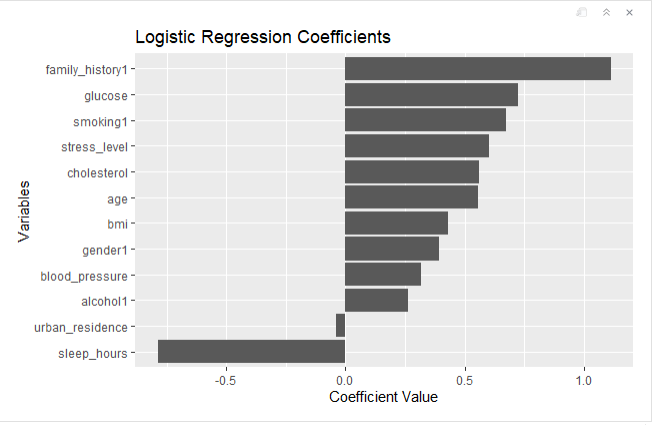 Logistic Regression Coefficients
family_history1
glucose
smoking1
stress_level
cholesterol
age
bmi
gender1
blood_pressure
alcohol1
urban_residence
sleep_hours
Variables
-0.5 0.0 0.5 1.0
Coefficient Value